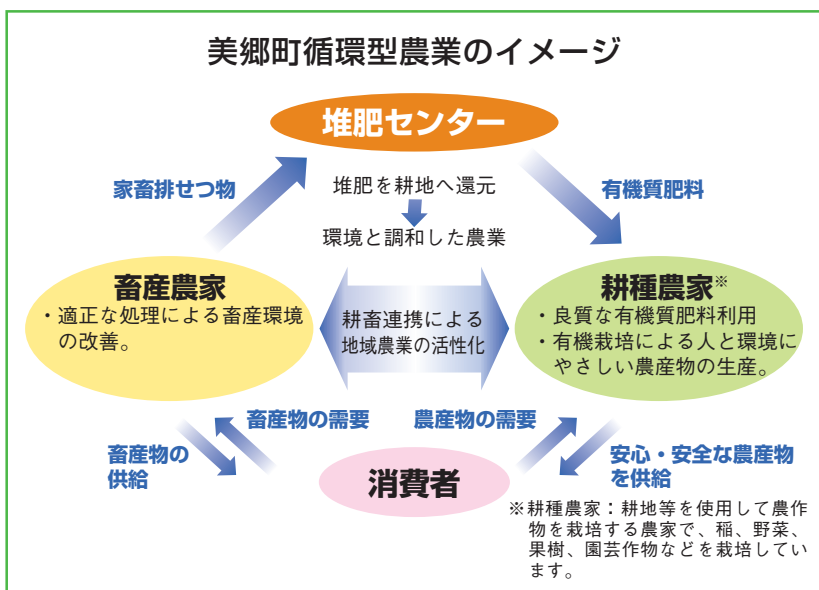 美郷町循環型農業のイメージ
堆肥センター
家畜排せつ物
堆肥を耕地へ還元
有機質肥料
環境と調和した農業
畜産農家
・適正な処理による畜産環境
の改善。
耕畜連携による
地域農業の活性化
耕種農家※
・良質な有機質肥料利用
・有機栽培による人と環境に
やさしい農産物の生産。
畜産物の需要
農産物の需要
畜産物の
供給
消費者
安心・安全な農産物
を供給
※耕種農家：耕地等を使用して農作
物を栽培する農家で、稲、野菜、
果樹、園芸作物などを栽培してい
ます。